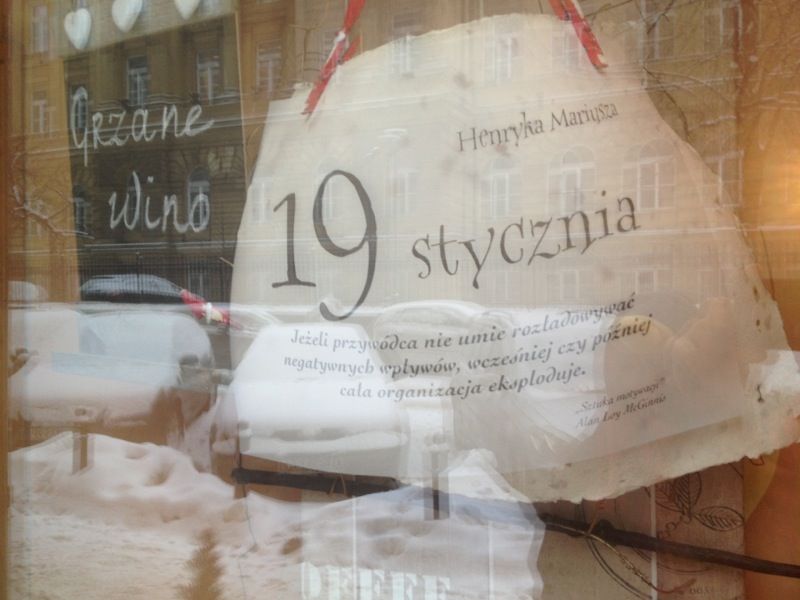 Grzane
Wino
Henryka Mariusza
19 stycznia
Jeżeli przywódca nie umie rozładowywać
negatywnych wpływów, wcześniej czy później
cała organizacja eksploduje.
„Sztuka motywacji”
Alan Loy McGinnis